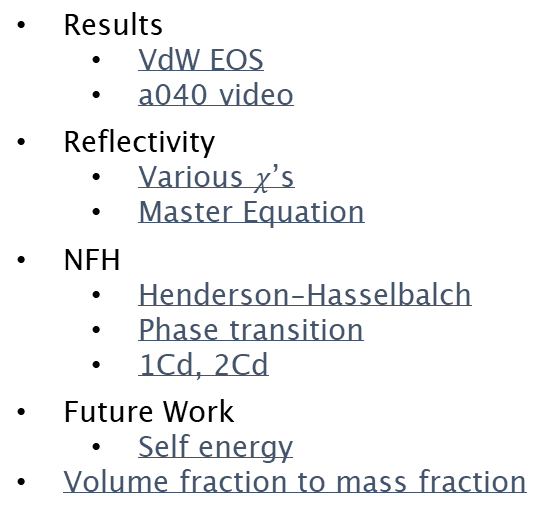 • Results
• VdW EOS
• a040 video
• Reflectivity
• Various 𝜒’s
• Master Equation
• NFH
• Henderson–Hasselbalch
• Phase transition
• 1Cd, 2Cd
• Future Work
• Self energy
• Volume fraction to mass fraction